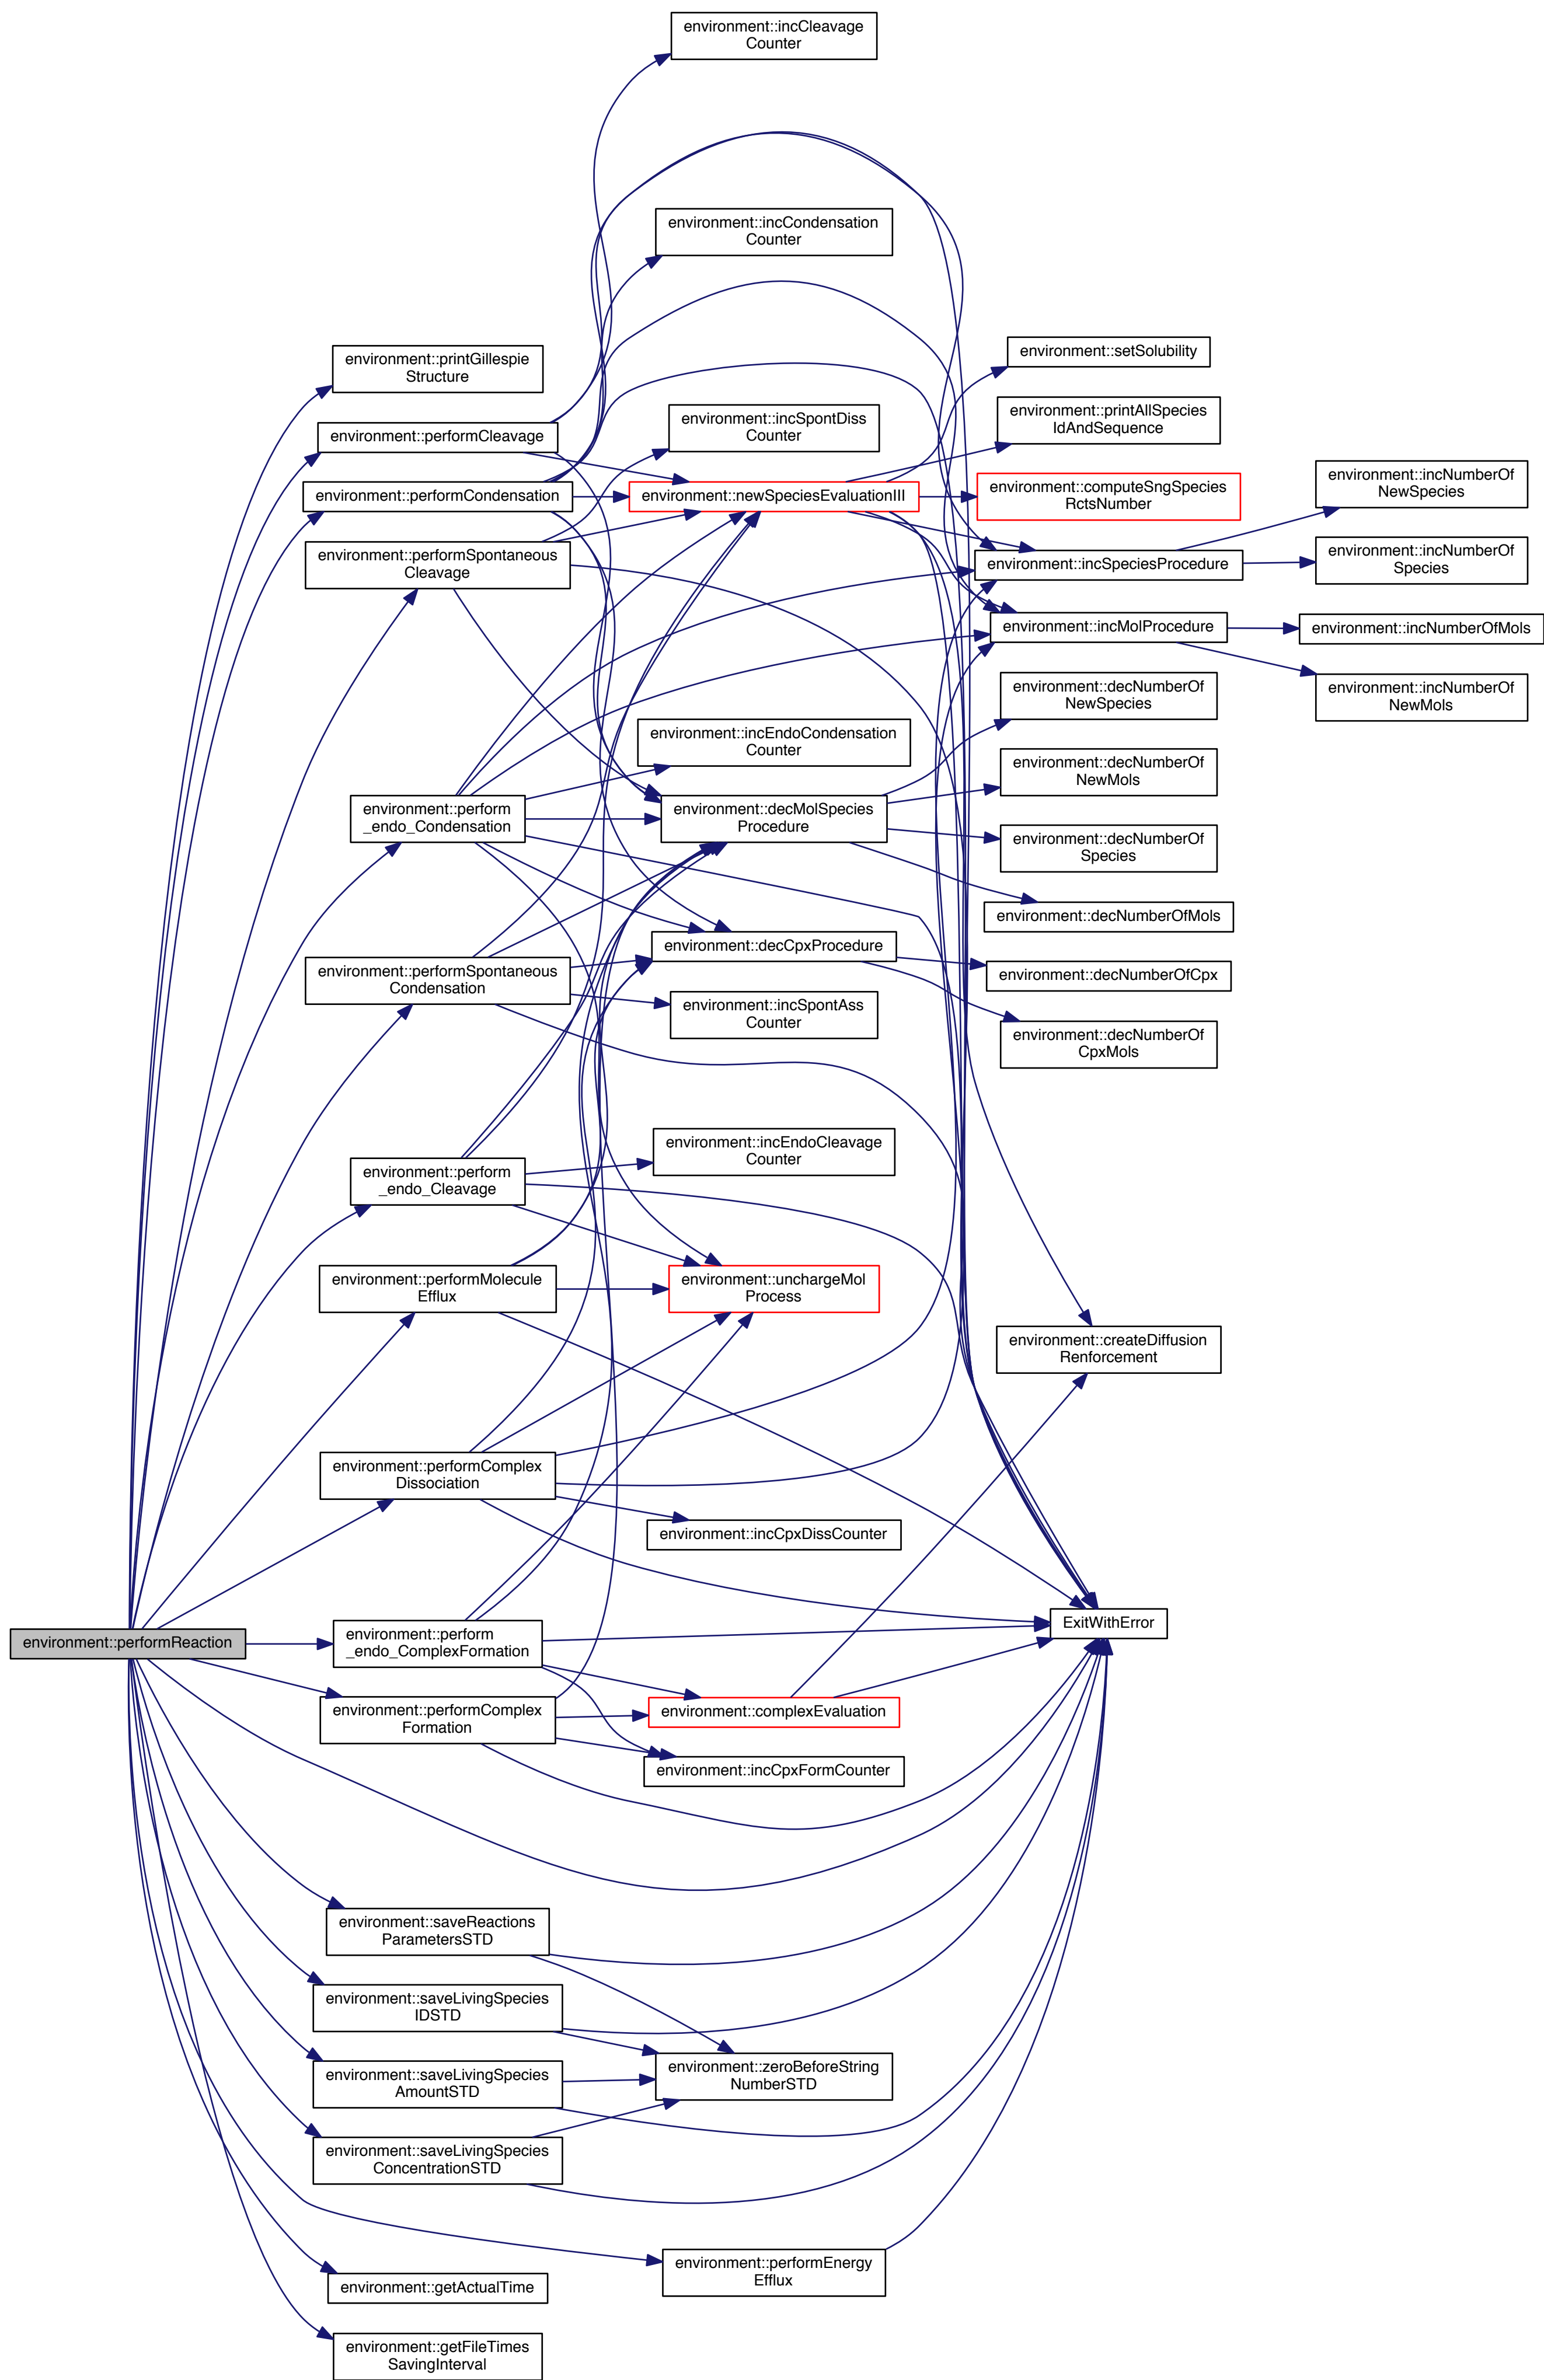 environment::incCleavage
Counter
environment::incCondensation
Counter
environment::printGillespie
Structure
environment::setSolubility
environment::performCleavage
environment::incSpontDiss
Counter
environment::printAllSpecies
IdAndSequence
environment::performCondensation
environment::newSpeciesEvaluationIII
environment::computeSngSpecies
RctsNumber
environment::incNumberOf
NewSpecies
environment::performSpontaneous
Cleavage
environment::incSpeciesProcedure
environment::incNumberOf
Species
environment::incMolProcedure
environment::incNumberOfMols
environment::decNumberOf
NewSpecies
environment::incNumberOf
NewMols
environment::incEndoCondensation
Counter
environment::decNumberOf
NewMols
environment::perform
_endo_Condensation
environment::decMolSpecies
Procedure
environment::decNumberOf
Species
environment::decNumberOfMols
environment::decCpxProcedure
environment::performSpontaneous
Condensation
environment::decNumberOfCpx
environment::incSpontAss
Counter
environment::decNumberOf
CpxMols
environment::incEndoCleavage
Counter
environment::perform
_endo_Cleavage
environment::performMolecule
Efflux
environment::unchargeMol
Process
environment::createDiffusion
Renforcement
environment::performComplex
Dissociation
environment::incCpxDissCounter
ExitWithError
environment::performReaction
environment::perform
_endo_ComplexFormation
environment::performComplex
Formation
environment::complexEvaluation
environment::incCpxFormCounter
environment::saveReactions
ParametersSTD
environment::saveLivingSpecies
IDSTD
environment::zeroBeforeString
NumberSTD
environment::saveLivingSpecies
AmountSTD
environment::saveLivingSpecies
ConcentrationSTD
environment::performEnergy
Efflux
environment::getActualTime
environment::getFileTimes
SavingInterval